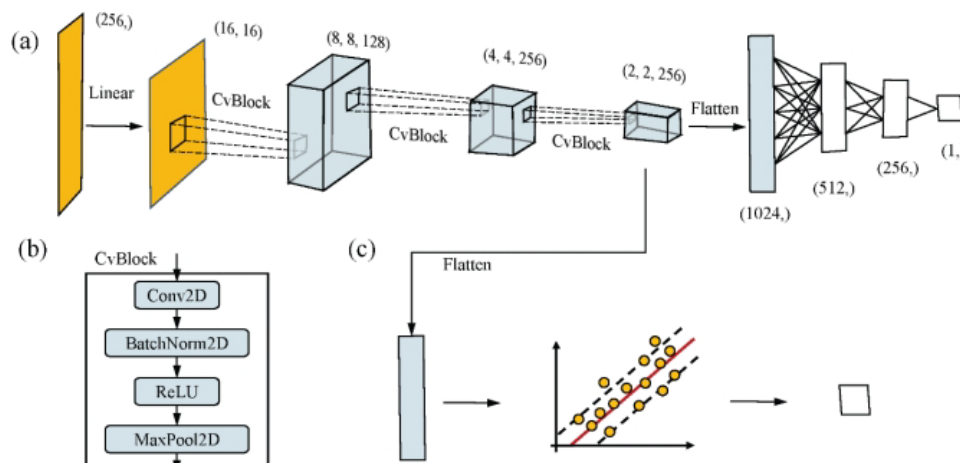 (a)
(256,)
Linear
(16, 16)
CvBlock
(8, 8, 128)
CvBlock
(4, 4, 256)
CvBlock
(2, 2, 256)
Flatten
(1024,)
(512,)
(256,)
(1,
(b)
CvBlock
Conv2D
BatchNorm2D
ReLU
MaxPool2D
(c)
Flatten